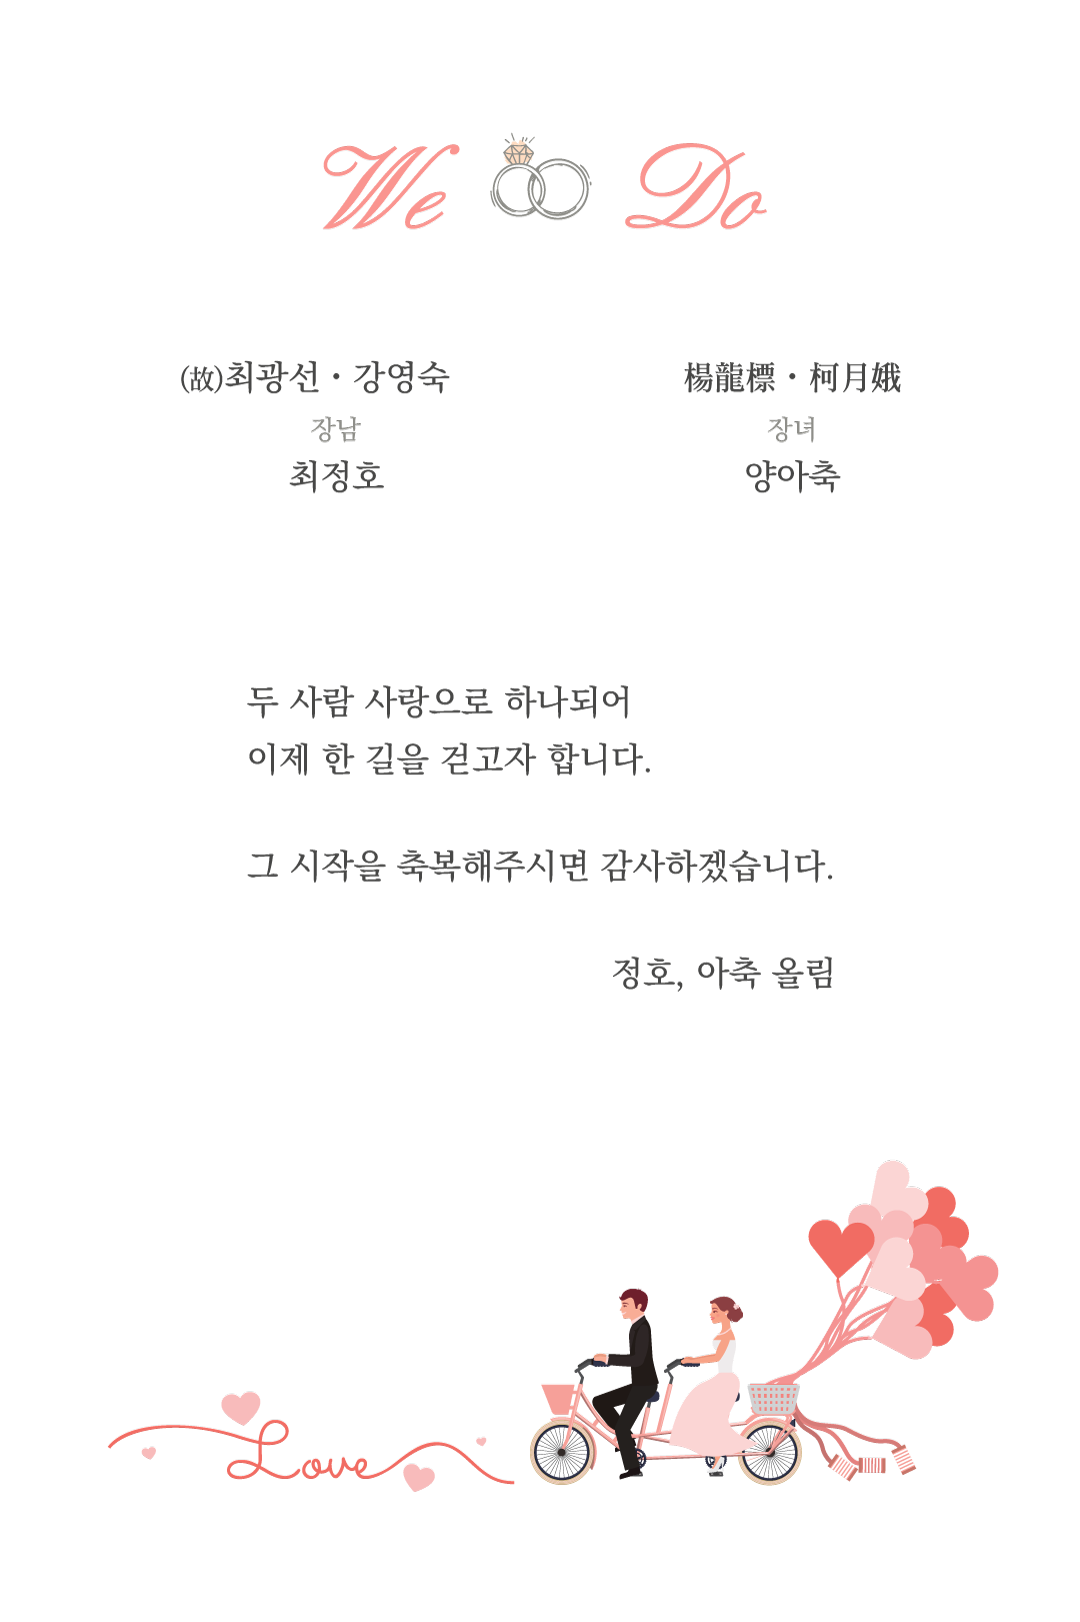 We Do
(故)최광선 · 강영숙
장남
최정호
楊龍標 · 柯月娥
장녀
양아축
두 사람 사랑으로 하나되어
이제 한 길을 걷고자 합니다.
그 시작을 축복해주시면 감사하겠습니다.
정호, 아축 올림
Love